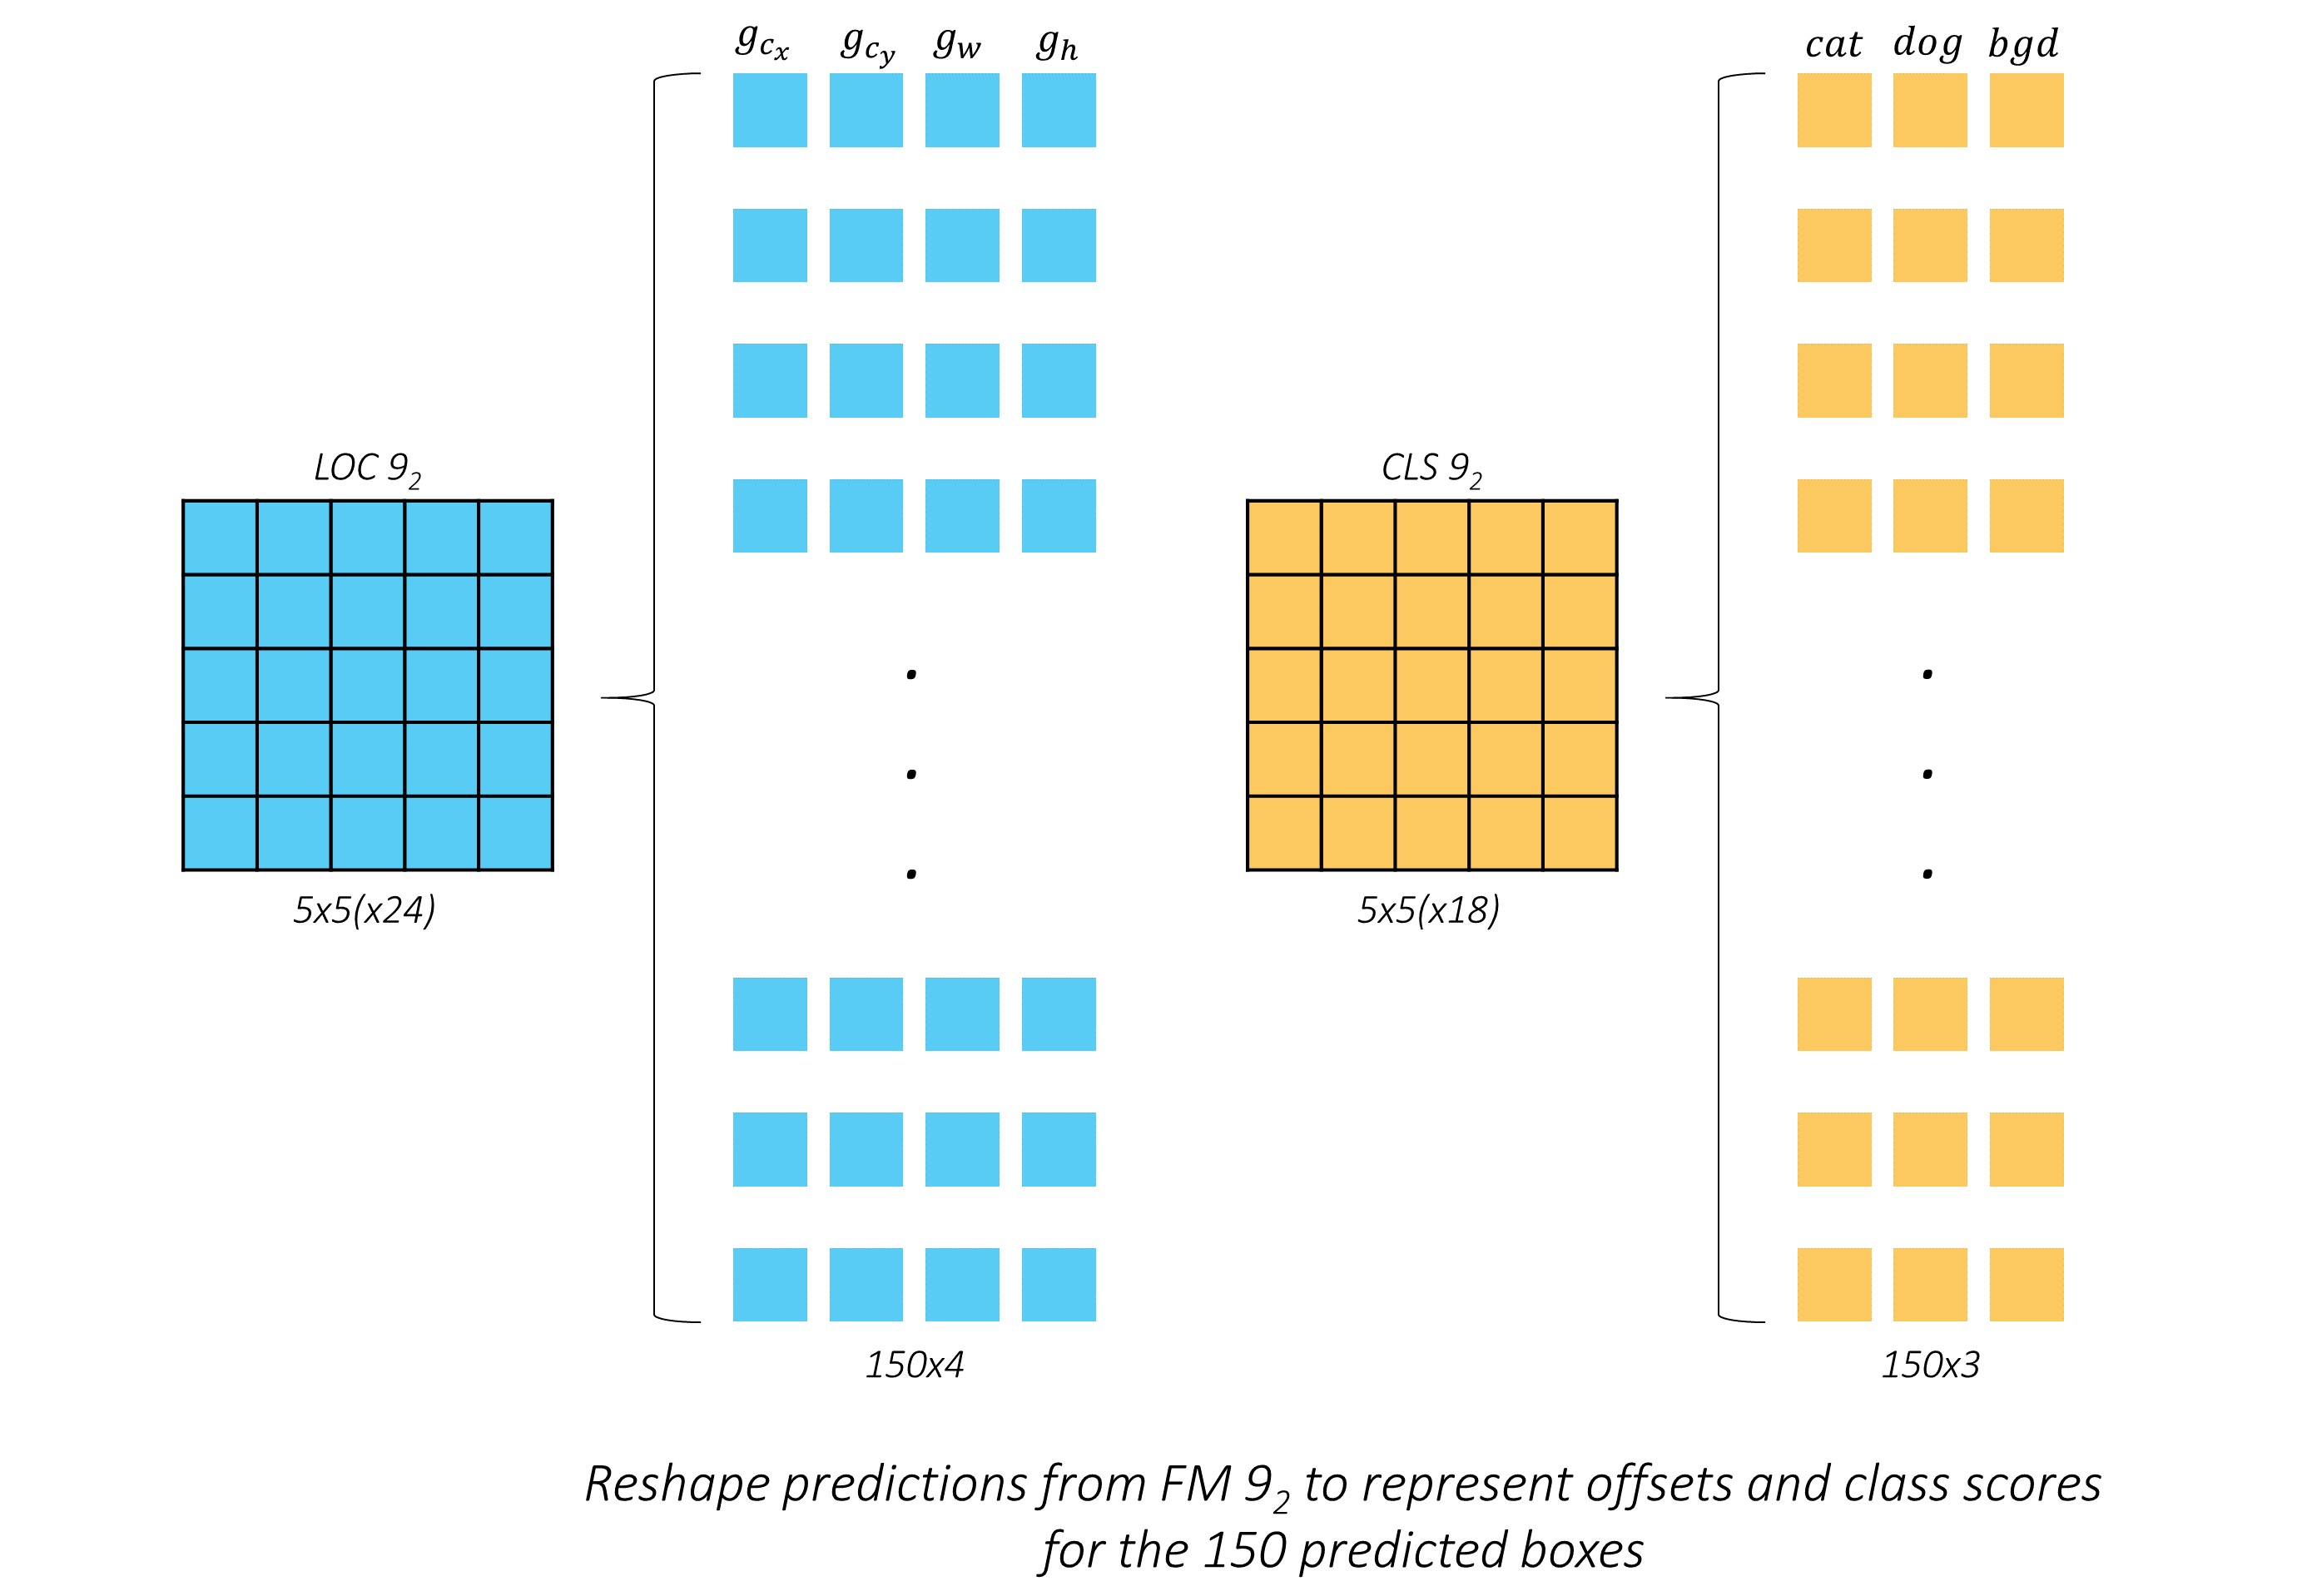 g_{c_x} g_{c_y} g_w g_h
cat dog bgd
LOC 9_2
CLS 9_2
5x5(x24)
5x5(x18)
150x4
150x3
Reshape predictions from FM 9_2 to represent offsets and class scores
for the 150 predicted boxes